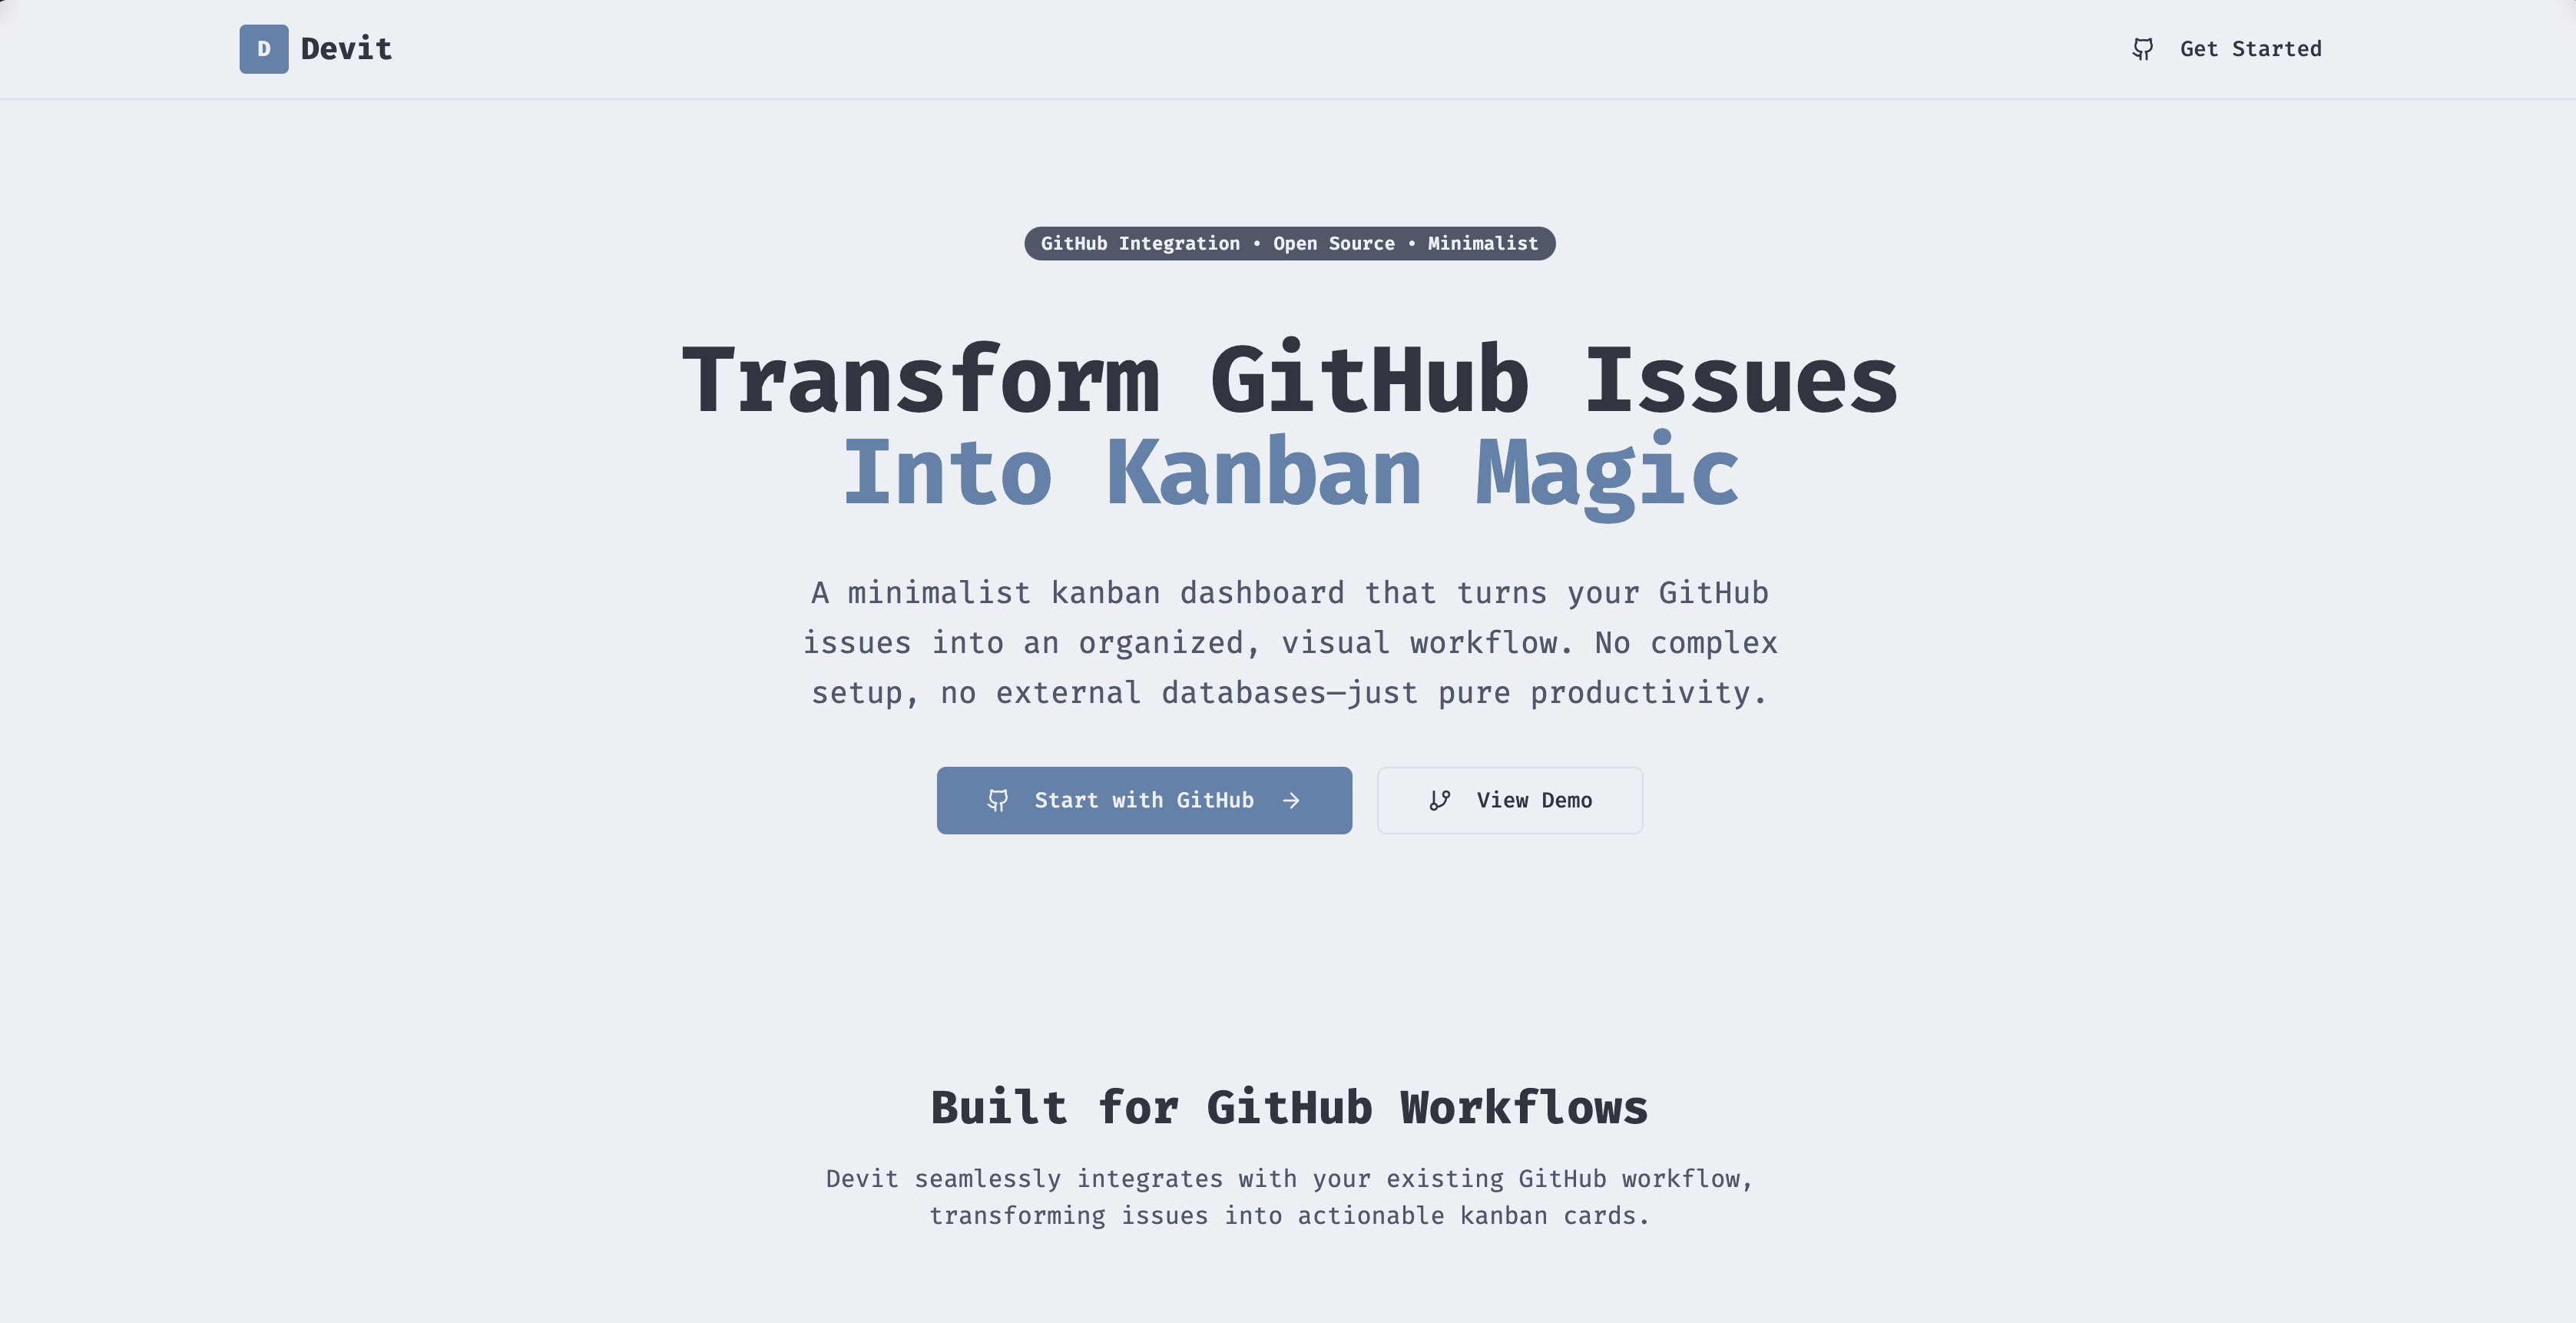 D Devit
Get Started
GitHub Integration • Open Source • Minimalist
Transform GitHub Issues
Into Kanban Magic
A minimalist kanban dashboard that turns your GitHub
issues into an organized, visual workflow. No complex
setup, no external databases—just pure productivity.
Start with GitHub →
View Demo
Built for GitHub Workflows
Devit seamlessly integrates with your existing GitHub workflow,
transforming issues into actionable kanban cards.